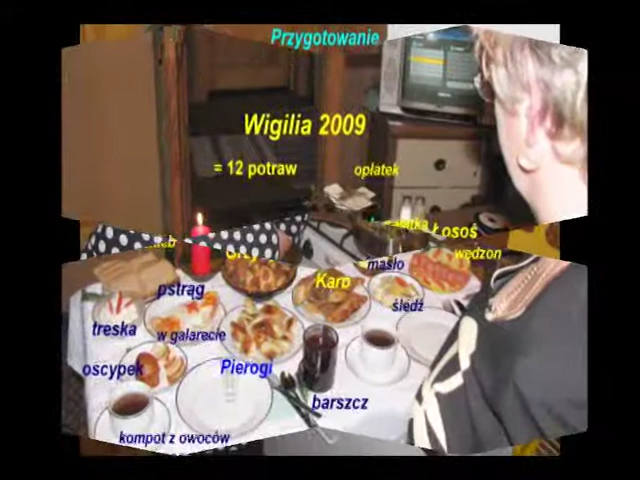 Przygotowanie
Wigilia 2009
= 12 potraw
opłatek
Łosoś
wędzon
masło
Karp
pstrąg
śledź
treska
w galarecie
oscypek
Pierogi
barszcz
kompot z owoców